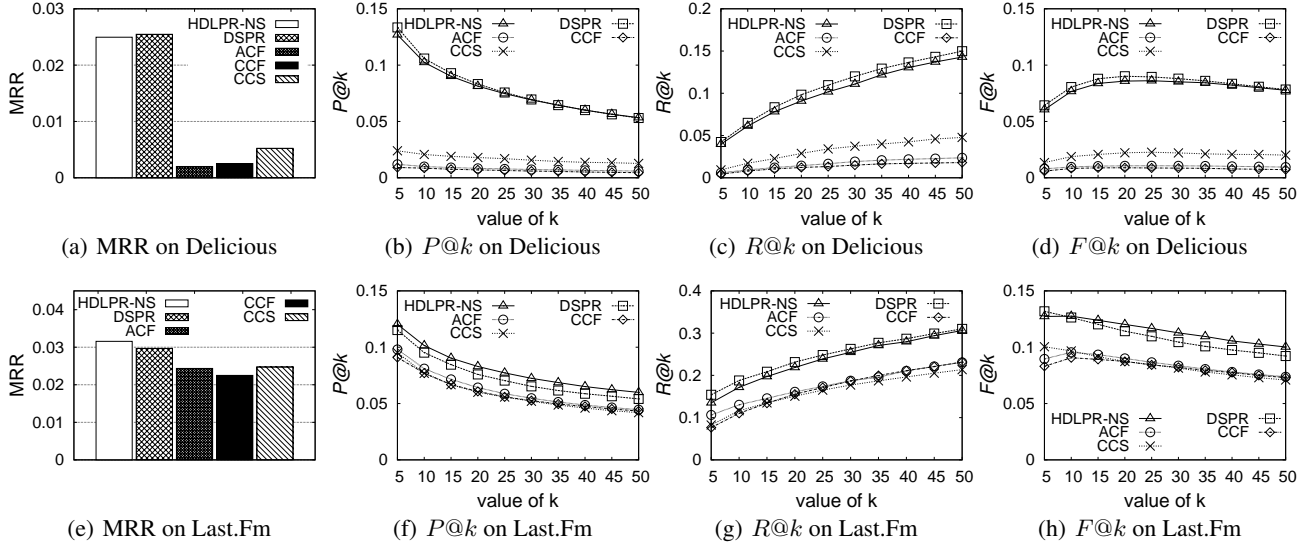 0.03
0.02
0.01
0
MRR
HDLPR-NS
DSPR
ACF
CCF
CCS
(a) MRR on Delicious
0.15
0.1
0.05
0
P@k
HDLPR-NS DSPR
ACF CCF
CCS
5 10 15 20 25 30 35 40 45 50
value of k
(b) P@k on Delicious
0.2
0.15
0.1
0.05
0
R@k
HDLPR-NS DSPR
ACF CCF
CCS
5 10 15 20 25 30 35 40 45 50
value of k
(c) R@k on Delicious
0.15
0.1
0.05
0
F@k
HDLPR-NS DSPR
ACF CCF
CCS
5 10 15 20 25 30 35 40 45 50
value of k
(d) F@k on Delicious
0.04
0.03
0.02
0.01
0
MRR
HDLPR-NS CCF
DSPR CCS
ACF
(e) MRR on Last.Fm
0.15
0.1
0.05
0
P@k
HDLPR-NS DSPR
ACF CCF
CCS
5 10 15 20 25 30 35 40 45 50
value of k
(f) P@k on Last.Fm
0.4
0.3
0.2
0.1
0
R@k
HDLPR-NS DSPR
ACF CCF
CCS
5 10 15 20 25 30 35 40 45 50
value of k
(g) R@k on Last.Fm
0.15
0.1
0.05
0
F@k
HDLPR-NS DSPR
ACF CCF
CCS
5 10 15 20 25 30 35 40 45 50
value of k
(h) F@k on Last.Fm